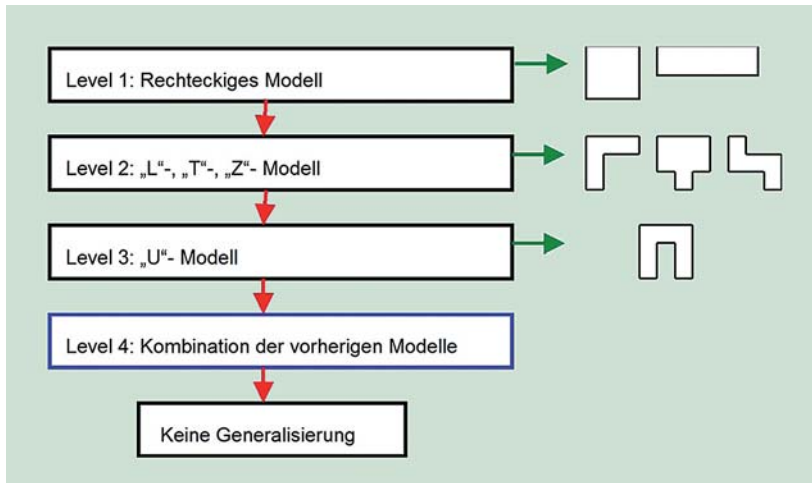 Level 1: Rechteckiges Modell
Level 2: „L“-, „T“-, „Z“- Modell
Level 3: „U“- Modell
Level 4: Kombination der vorherigen Modelle
Keine Generalisierung